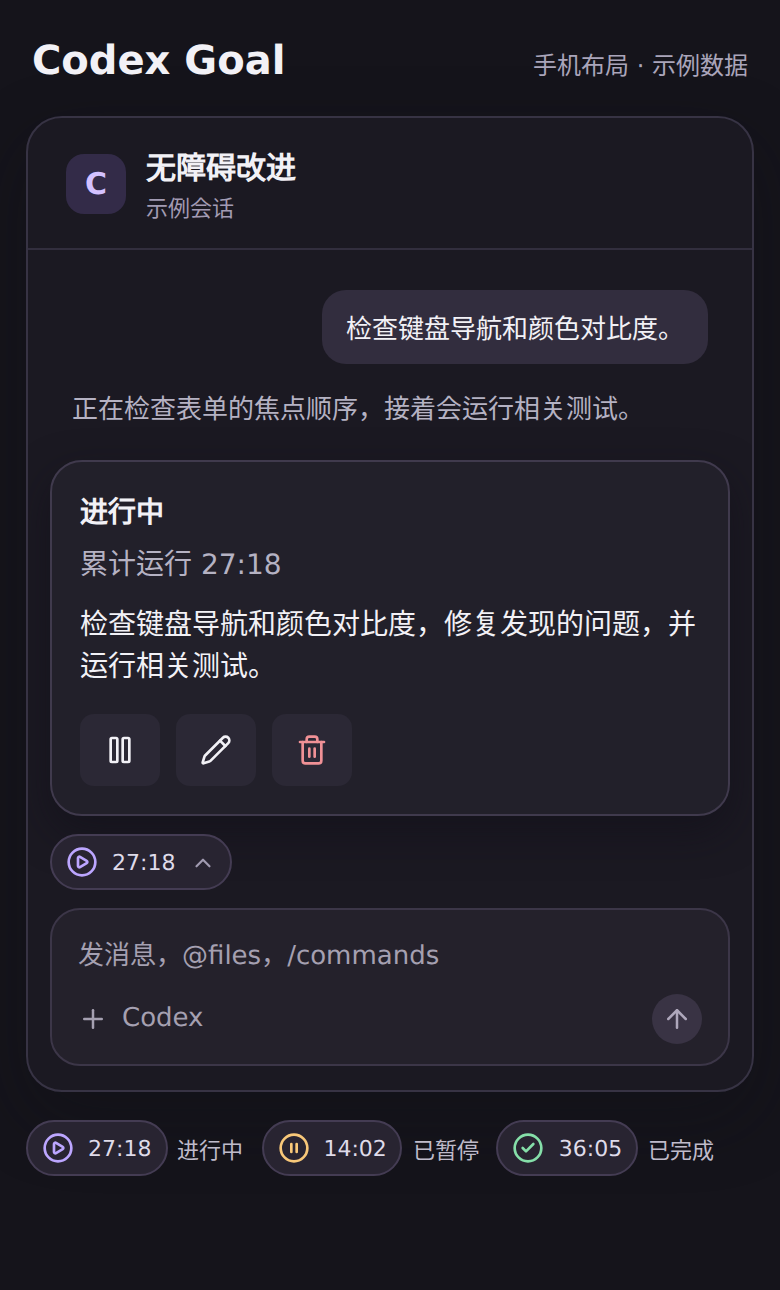 Codex Goal
手机布局 · 示例数据
C
无障碍改进
示例会话
检查键盘导航和颜色对比度。
正在检查表单的焦点顺序，接着会运行相关测试。
进行中
累计运行 27:18
检查键盘导航和颜色对比度，修复发现的问题，并
运行相关测试。
27:18
发消息，@files，/commands
Codex
27:18 进行中
14:02 已暂停
36:05 已完成